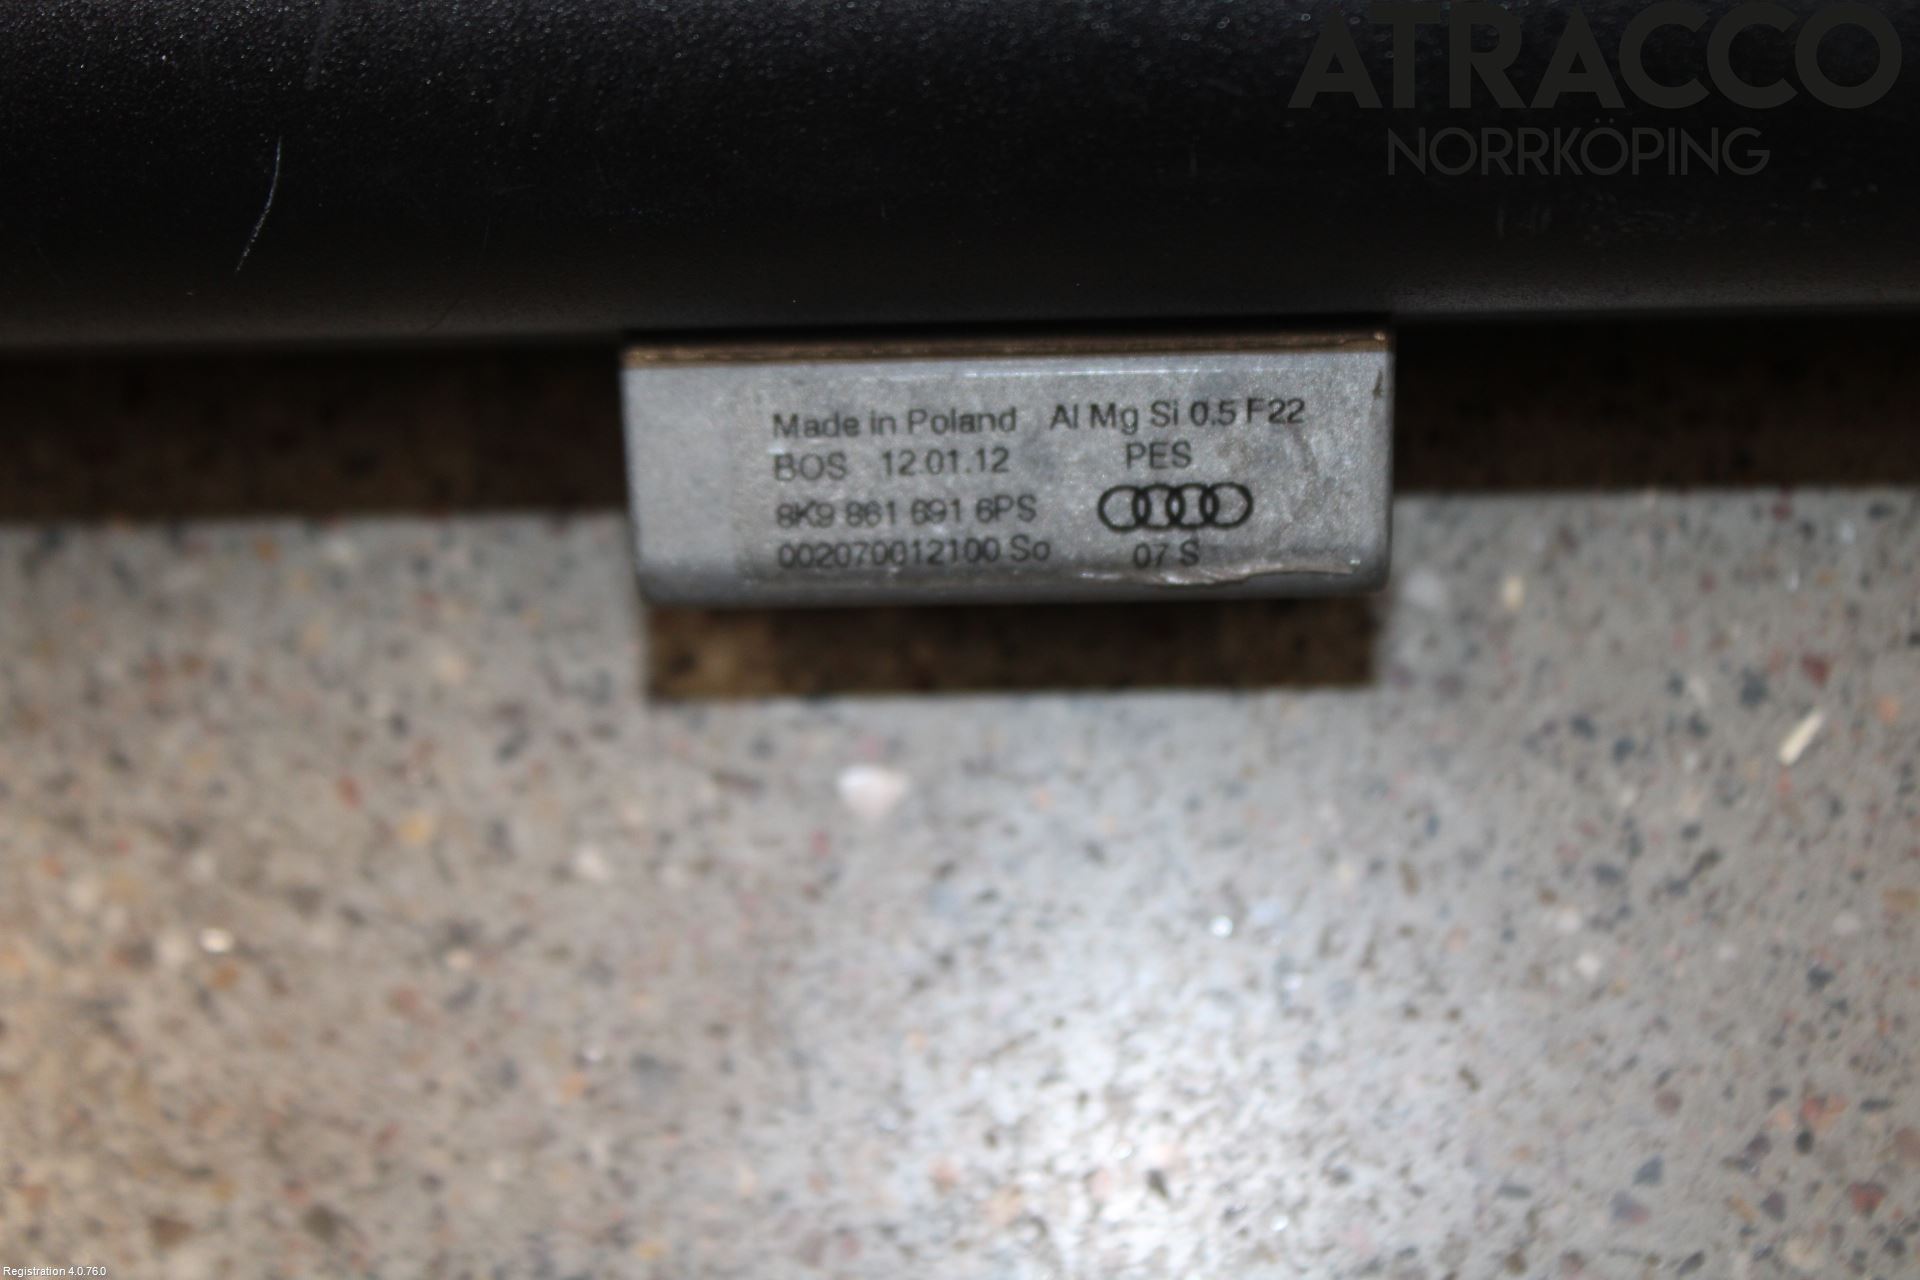 ATRACCO
NORRKÖPING
Made in Poland Al Mg Si 0.5 F22
BOS 12.01.12 PES
8K9 861 691 6PS
002070012100 So 07 S
Registration 4.0.76.0